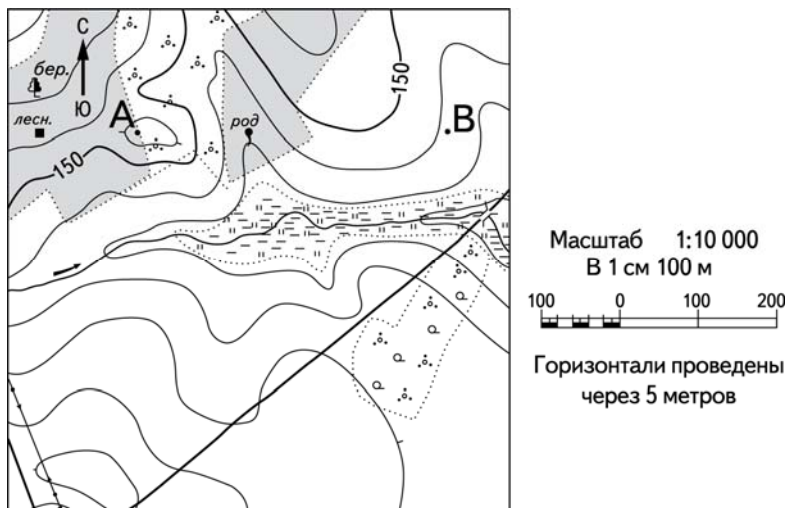 С
бер.
Ю
лесн.
А
род
150
В
150
Масштаб 1:10 000
В 1 см 100 м
100 0 100 200
Горизонтали проведены
через 5 метров